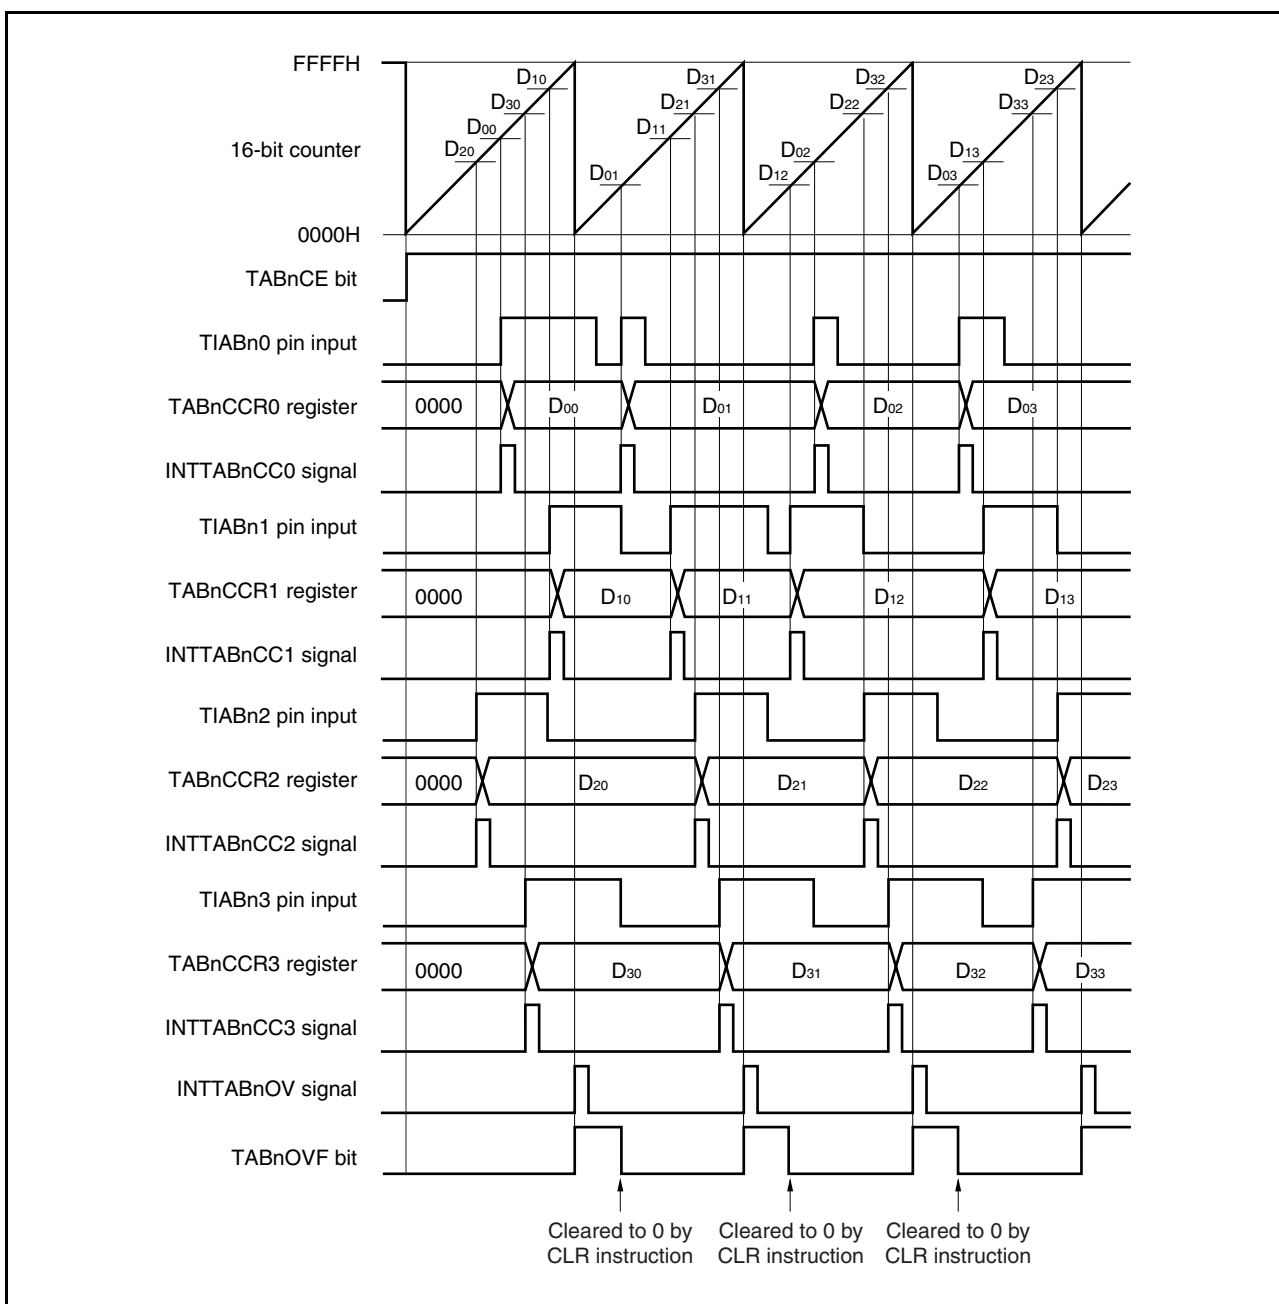 FFFFH
D10
D31
D32
D23
D30
D21
D22
D33
D00
D11
16-bit counter
D20
D02
D13
D01
D12
D03
0000H
TABnCE bit
TIABn0 pin input
TABnCCR0 register
0000
D00
D01
D02
D03
INTTABnCC0 signal
TIABn1 pin input
TABnCCR1 register
0000
D10
D11
D12
D13
INTTABnCC1 signal
TIABn2 pin input
TABnCCR2 register
0000
D20
D21
D22
D23
INTTABnCC2 signal
TIABn3 pin input
TABnCCR3 register
0000
D30
D31
D32
D33
INTTABnCC3 signal
INTTABnOV signal
TABnOVF bit
Cleared to 0 by
CLR instruction
Cleared to 0 by
CLR instruction
Cleared to 0 by
CLR instruction